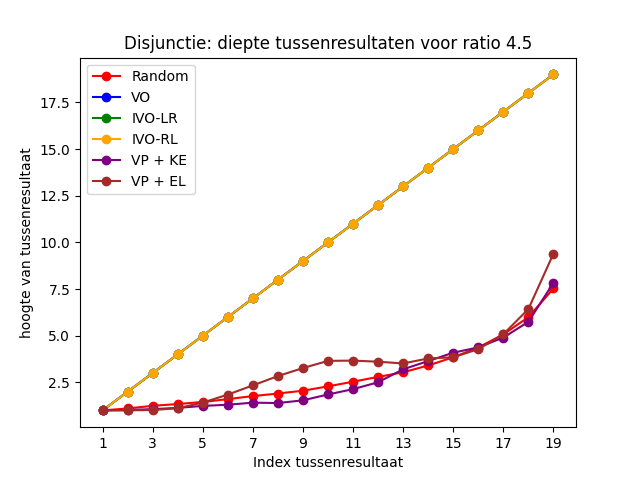 Disjunctie: diepte tussenresultaten voor ratio 4.5
Random
VO
IVO-LR
IVO-RL
VP + KE
VP + EL
hoogte van tussenresultaat
17.5
15.0
12.5
10.0
7.5
5.0
2.5
1 3 5 7 9 11 13 15 17 19
Index tussenresultaat